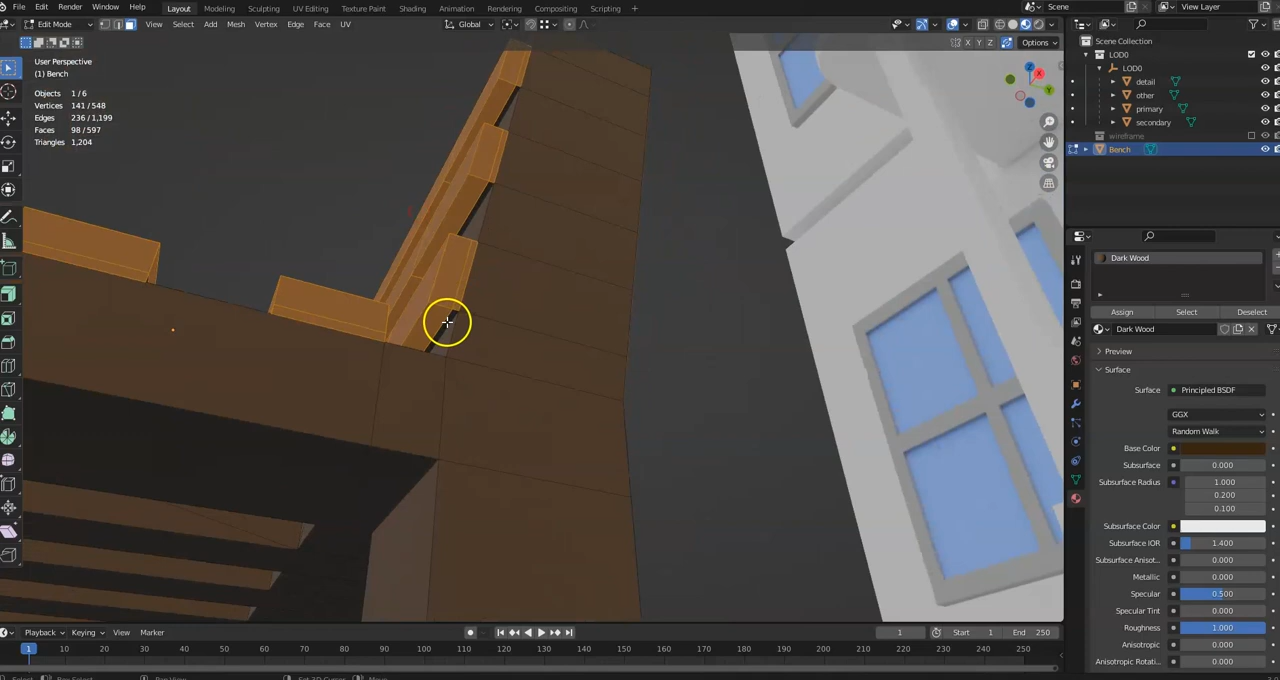 File Edit Render Window Help Layout Modeling Sculpting UV Editing Texture Paint Shading Animation Rendering Compositing Scripting + Scene View Layer
Edit Mode View Select Add Mesh Vertex Edge Face UV Global
X Y Z Options
User Perspective
(1) Bench
Objects 1 / 6
Vertices 141 / 548
Edges 236 / 1,199
Faces 98 / 597
Triangles 1,204
X
Y
Z
Scene Collection
LOD0
LOD0
detail
other
primary
secondary
wireframe
Bench
Dark Wood
Assign Select Deselect
Dark Wood
Preview
Surface
Surface Principled BSDF
GGX
Random Walk
Base Color
Subsurface 0.000
Subsurface Radius 1.000
0.200
0.100
Subsurface Color
Subsurface IOR 1.400
Subsurface Anisot... 0.000
Metallic 0.000
Specular 0.500
Specular Tint 0.000
Roughness 1.000
Anisotropic 0.000
Anisotropic Rotati... 0.000
Playback Keying View Marker 1 Start 1 End 250
1 10 20 30 40 50 60 70 80 90 100 110 120 130 140 150 160 170 180 190 200 210 220 230 240 250